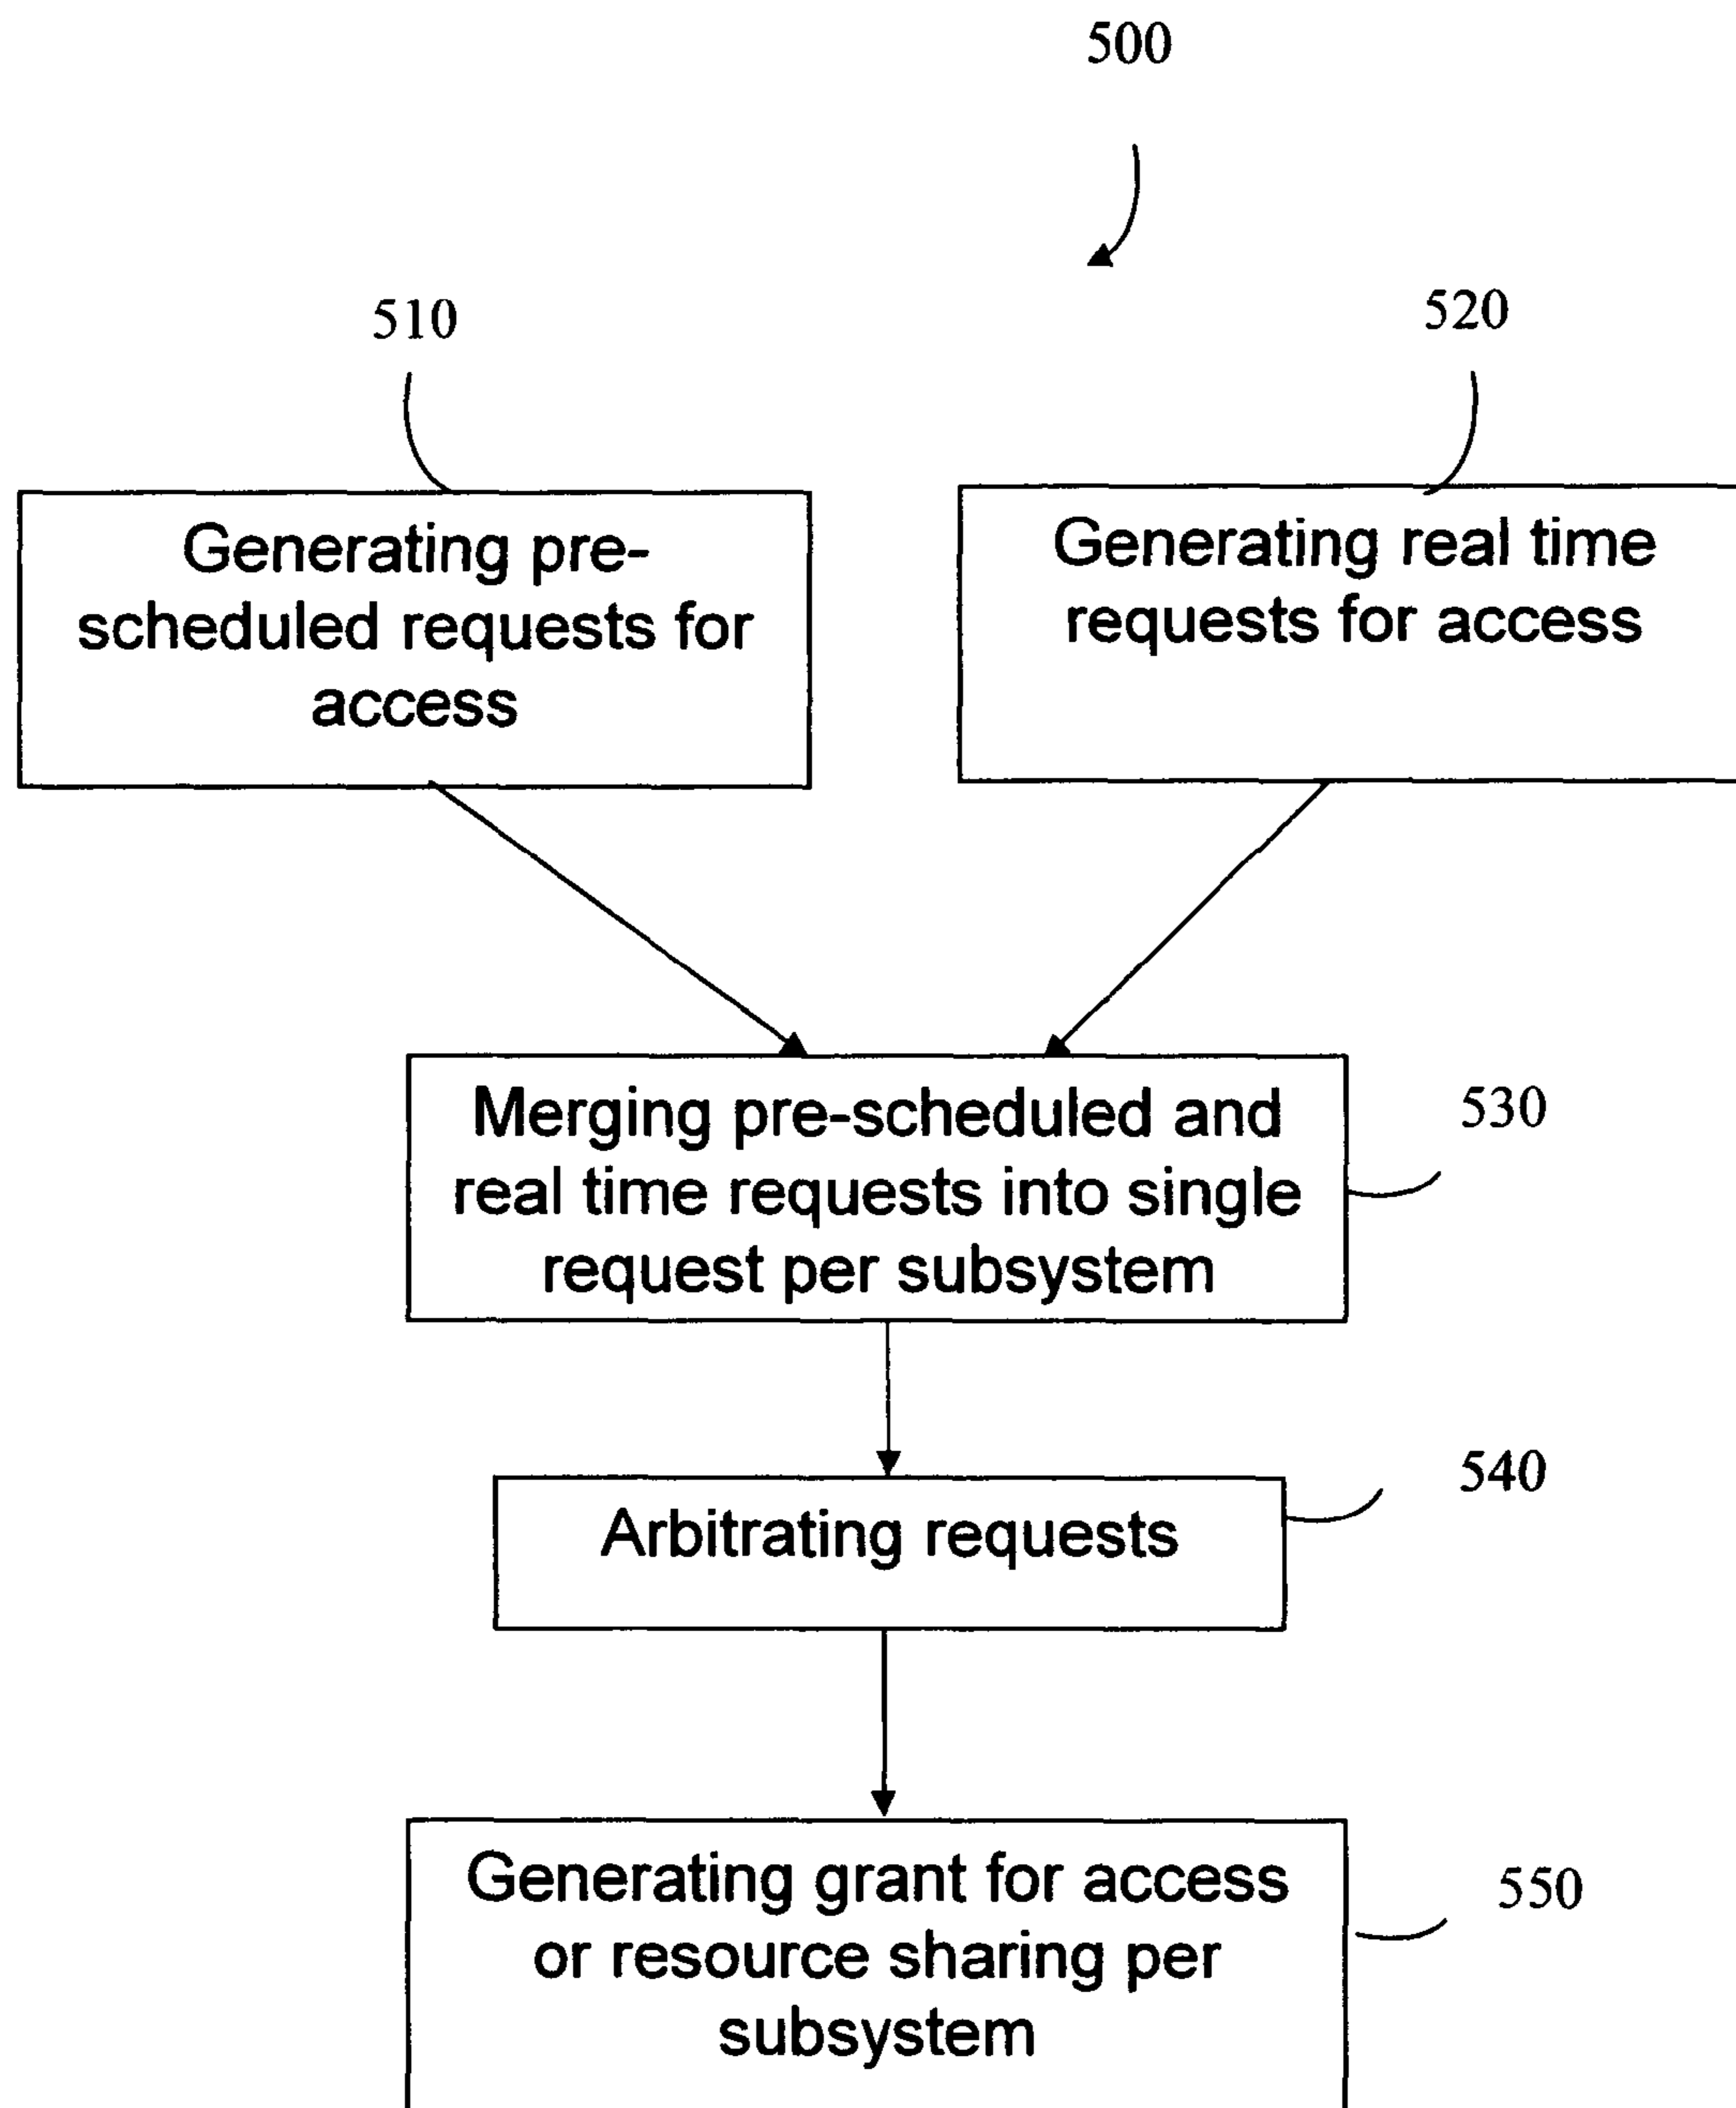 500
510
520
Generating pre-
scheduled requests for
access
Generating real time
requests for access
Merging pre-scheduled and
real time requests into single
request per subsystem
530
Arbitrating requests
540
Generating grant for access
or resource sharing per
subsystem
550